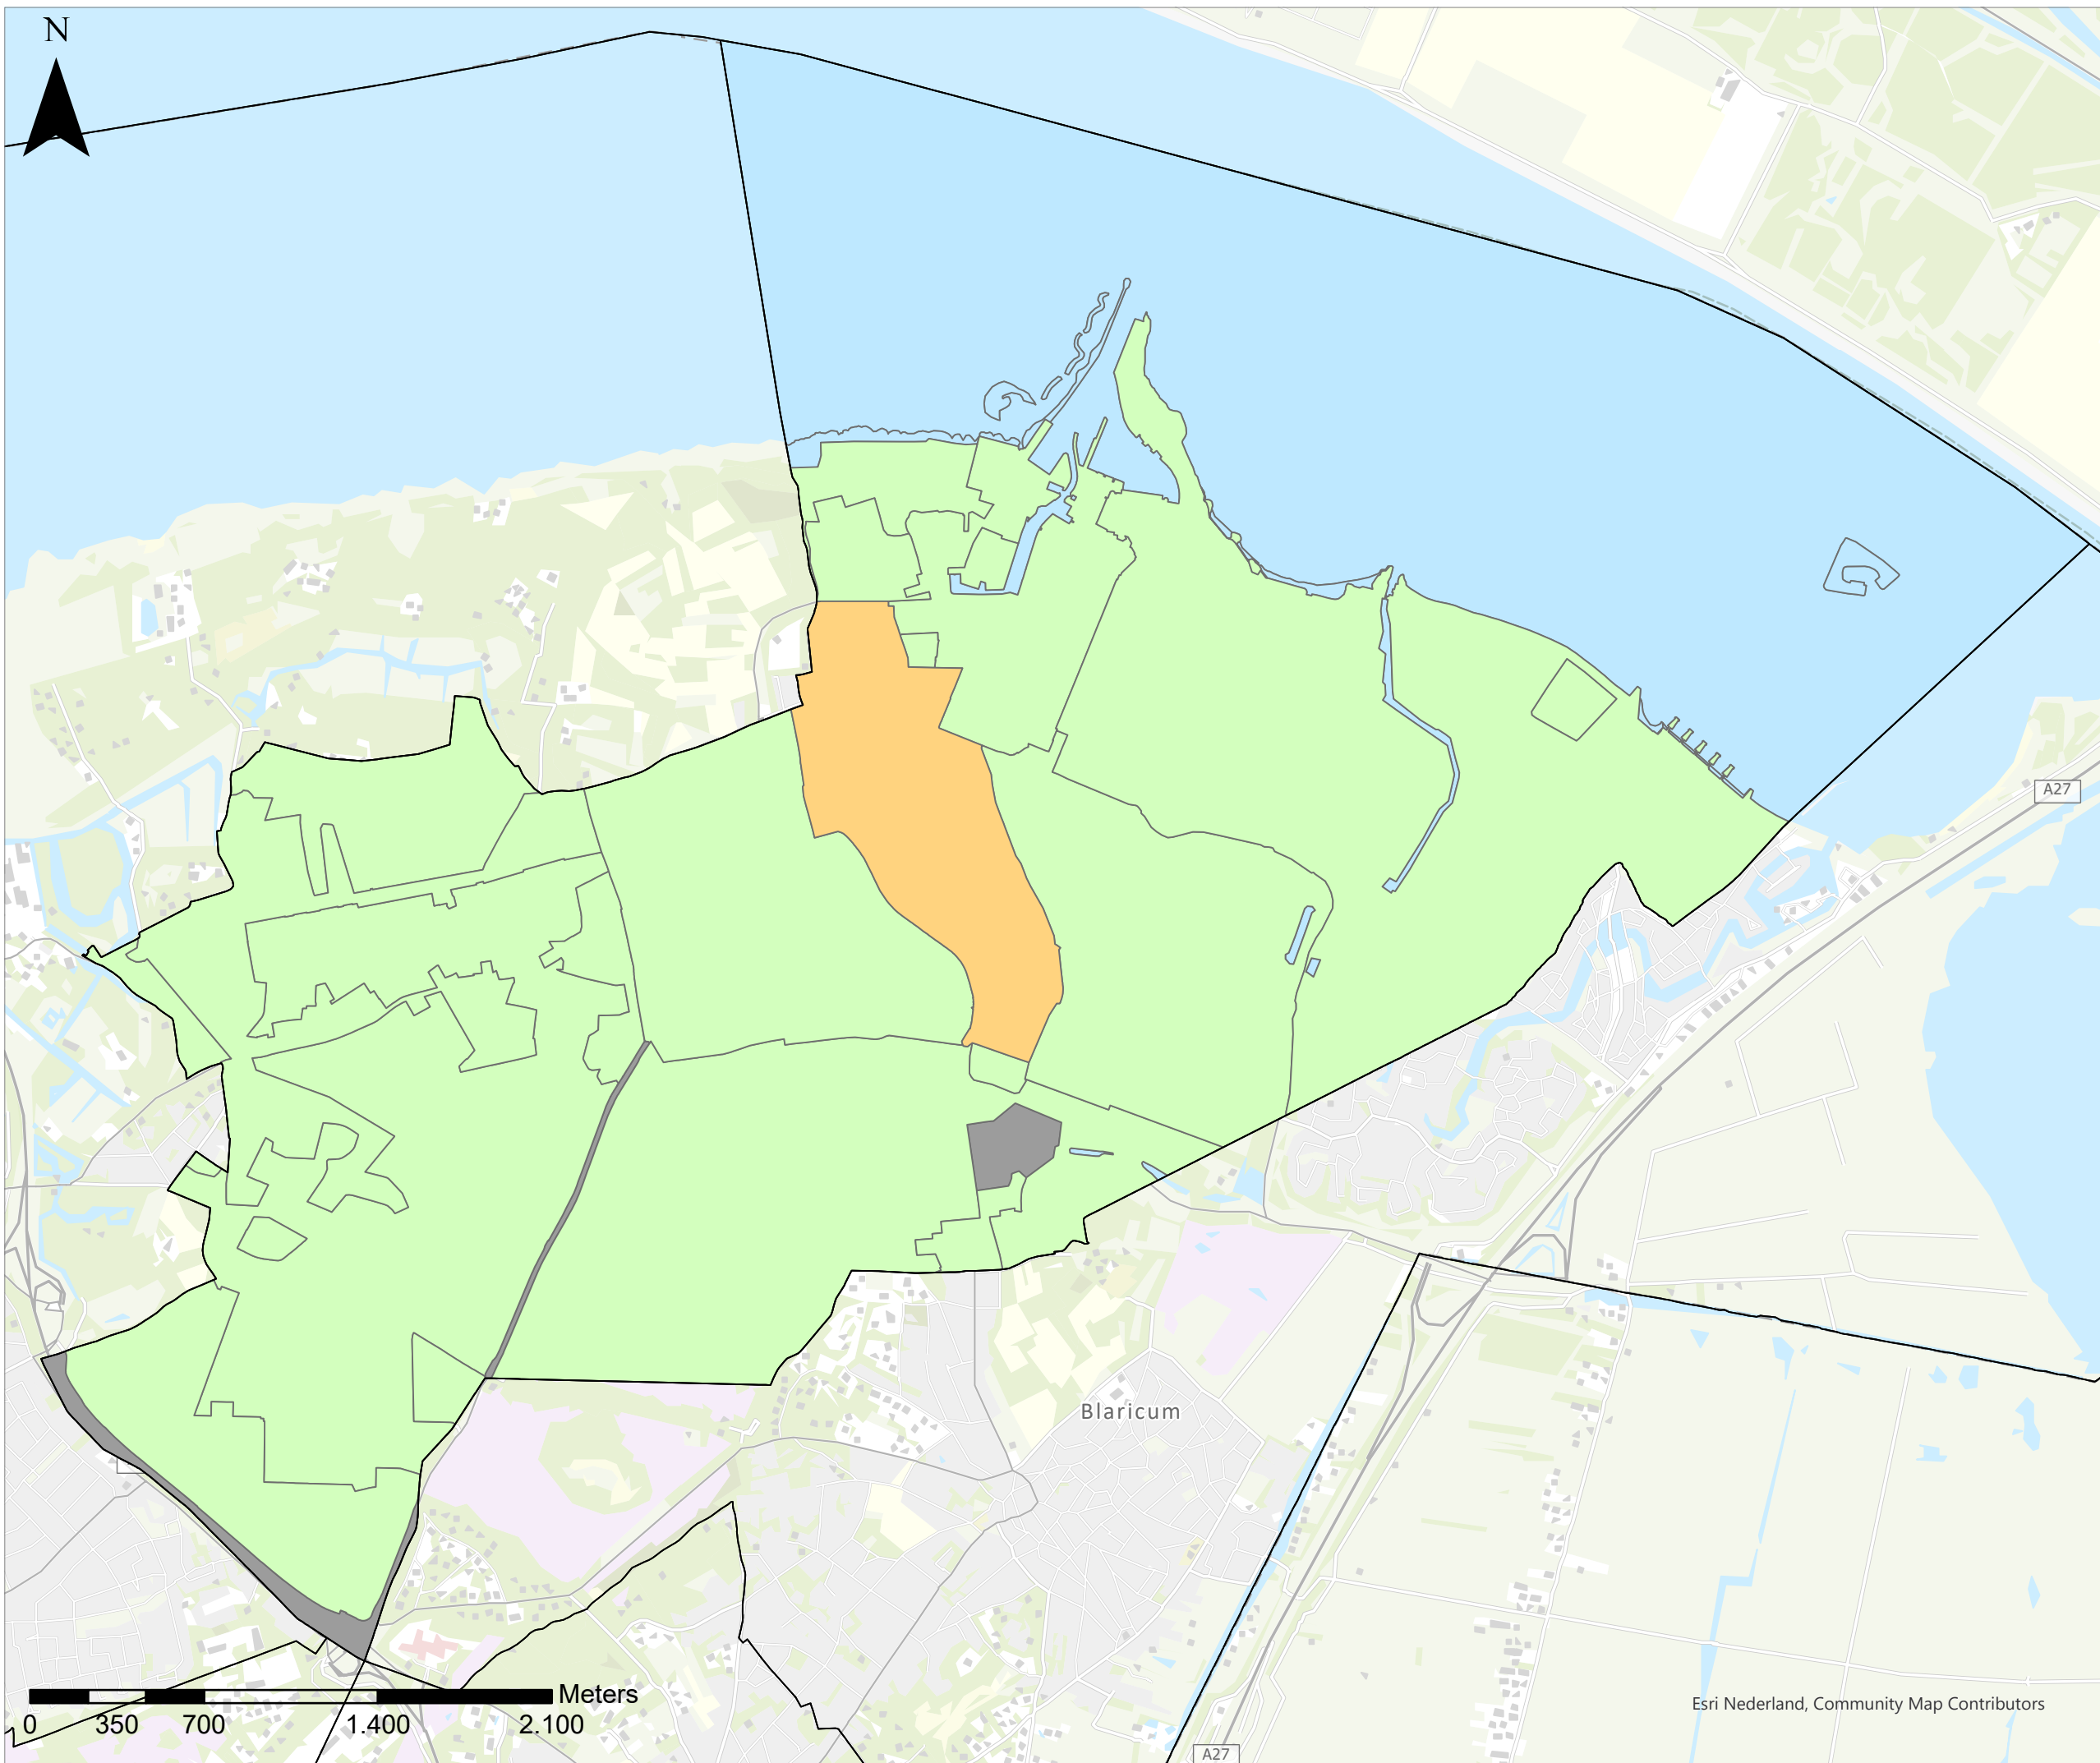 N
A27
Blaricum
Meters
0 350 700 1.400 2.100
Esri Nederland, Community Map Contributors
A27